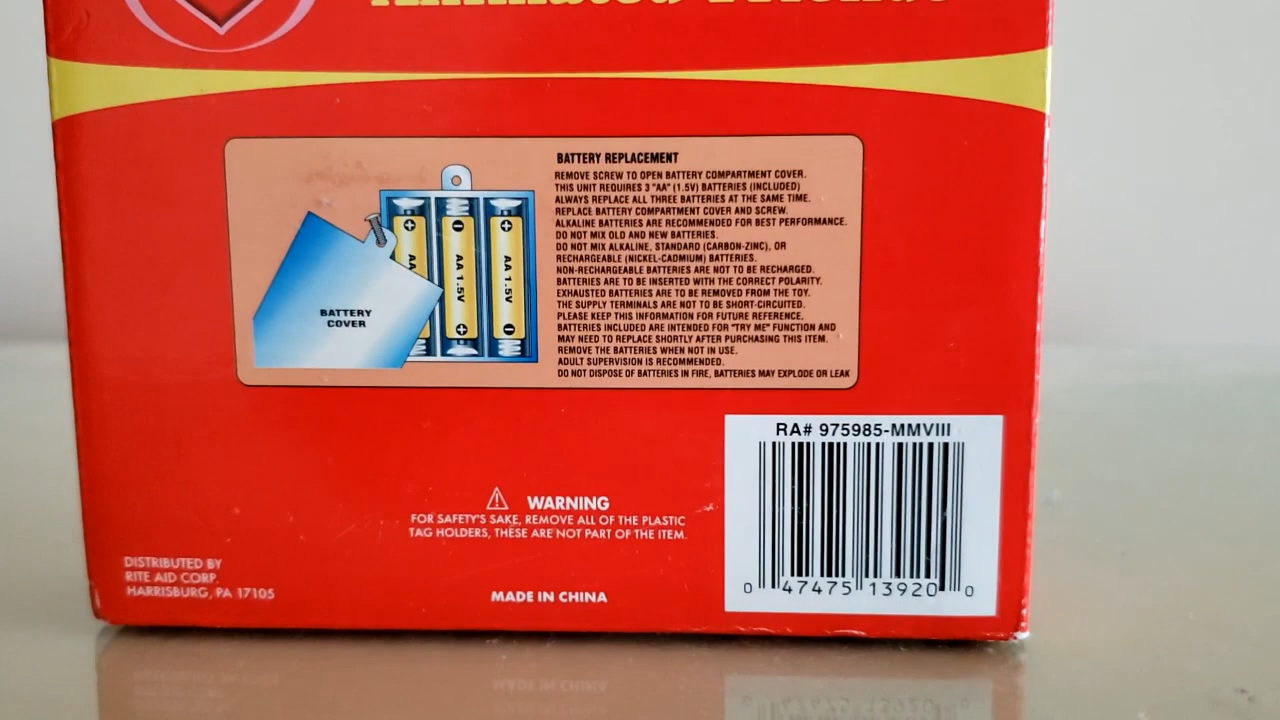 Animated Friends
BATTERY REPLACEMENT
REMOVE SCREW TO OPEN BATTERY COMPARTMENT COVER.
THIS UNIT REQUIRES 3 "AA" (1.5V) BATTERIES (INCLUDED)
ALWAYS REPLACE ALL THREE BATTERIES AT THE SAME TIME.
REPLACE BATTERY COMPARTMENT COVER AND SCREW.
ALKALINE BATTERIES ARE RECOMMENDED FOR BEST PERFORMANCE.
DO NOT MIX OLD AND NEW BATTERIES.
DO NOT MIX ALKALINE, STANDARD (CARBON-ZINC), OR
RECHARGEABLE (NICKEL-CADMIUM) BATTERIES.
NON-RECHARGEABLE BATTERIES ARE NOT TO BE RECHARGED.
BATTERIES ARE TO BE INSERTED WITH THE CORRECT POLARITY.
EXHAUSTED BATTERIES ARE TO BE REMOVED FROM THE TOY.
THE SUPPLY TERMINALS ARE NOT TO BE SHORT-CIRCUITED.
PLEASE KEEP THIS INFORMATION FOR FUTURE REFERENCE.
BATTERIES INCLUDED ARE INTENDED FOR "TRY ME" FUNCTION AND
MAY NEED TO REPLACE SHORTLY AFTER PURCHASING THIS ITEM.
REMOVE THE BATTERIES WHEN NOT IN USE.
ADULT SUPERVISION IS RECOMMENDED.
DO NOT DISPOSE OF BATTERIES IN FIRE, BATTERIES MAY EXPLODE OR LEAK
AA
AA 1.5V
AA 1.5V
BATTERY
COVER
RA# 975985-MMVIII
0 47475 13920 0
WARNING
FOR SAFETY'S SAKE, REMOVE ALL OF THE PLASTIC
TAG HOLDERS, THESE ARE NOT PART OF THE ITEM.
DISTRIBUTED BY
RITE AID CORP.
HARRISBURG, PA 17105
MADE IN CHINA